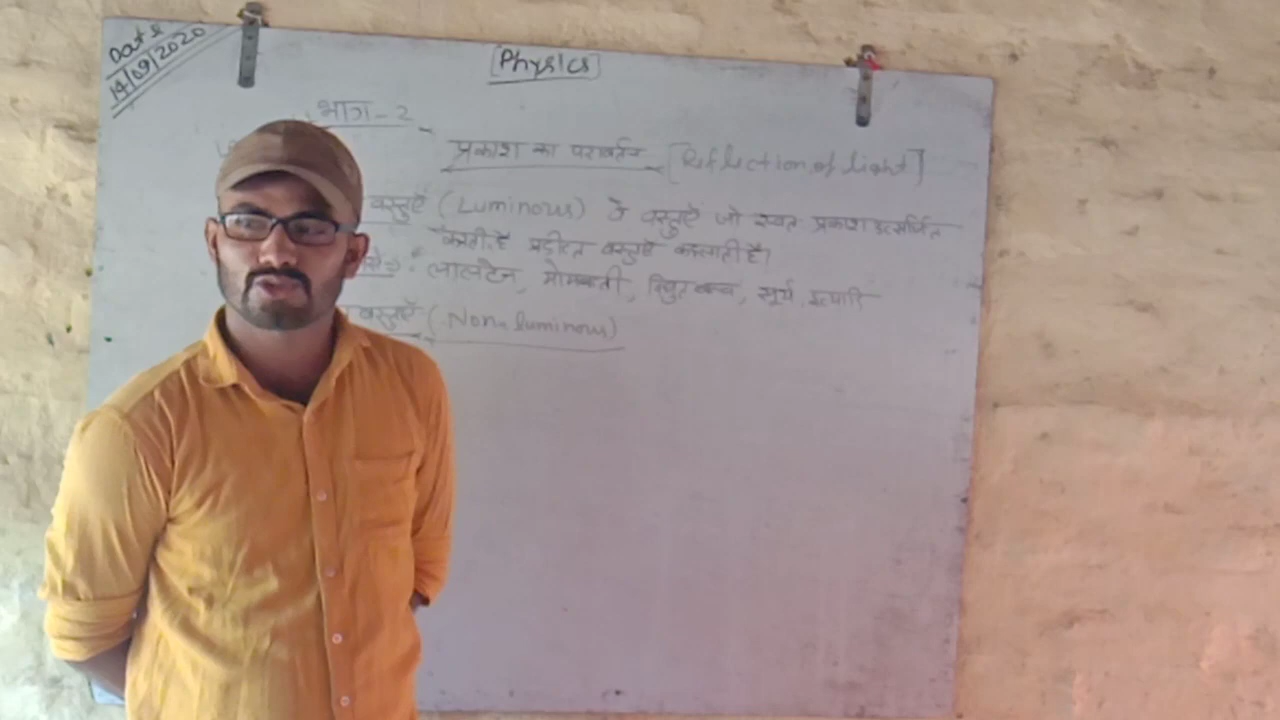 Date
14/09/2020
[Physics]
भाग-2
प्रकाश का परावर्तन [Reflection of light]
वस्तुएँ (Luminous) वे वस्तुएँ जो स्वतः प्रकाश उत्सर्जित
करती है प्रदीप्त वस्तुएँ कहलाती है।
लालटेन, मोमबत्ती, विधुत बल्ब, सूर्य, इत्यादि
वस्तुएँ (Non-luminous)